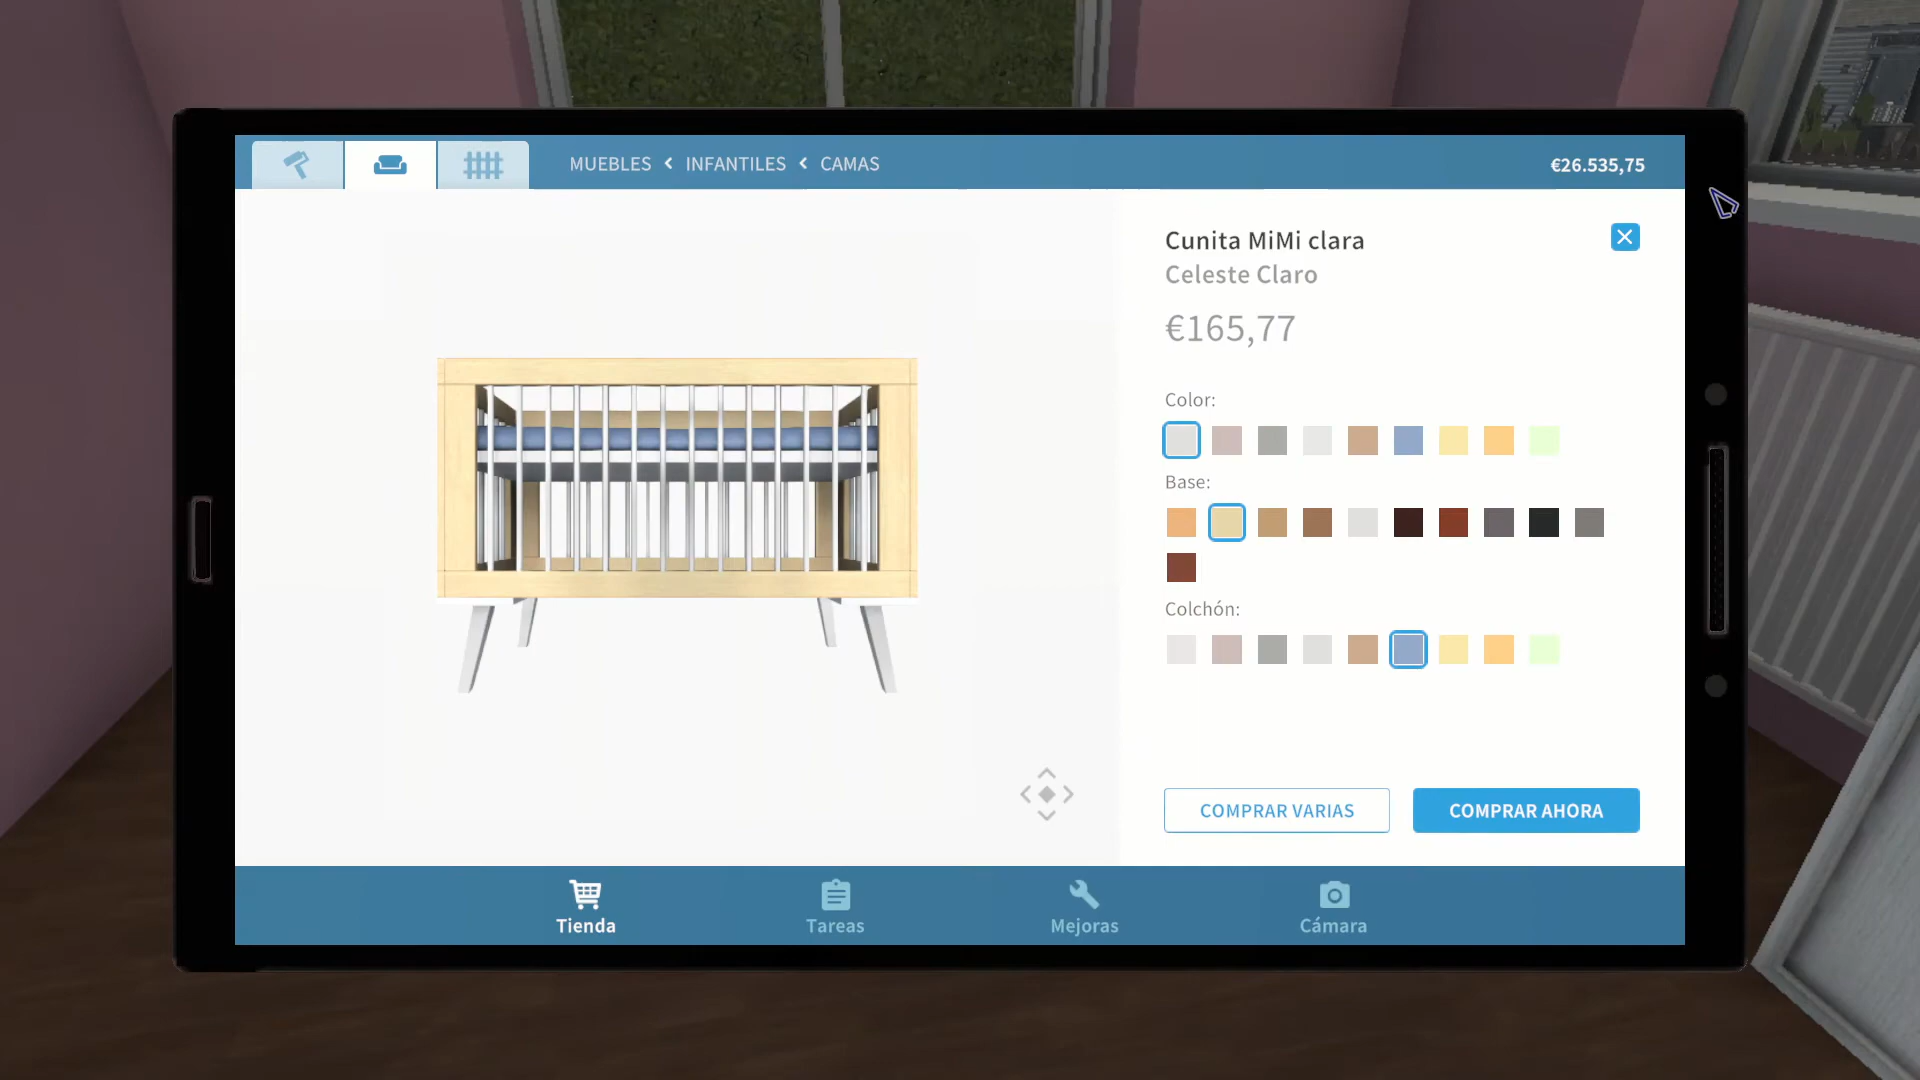 MUEBLES < INFANTILES < CAMAS
€26.535,75
Cunita MiMi clara
Celeste Claro
€165,77
Color:
Base:
Colchón:
COMPRAR VARIAS
COMPRAR AHORA
Tienda
Tareas
Mejoras
Cámara